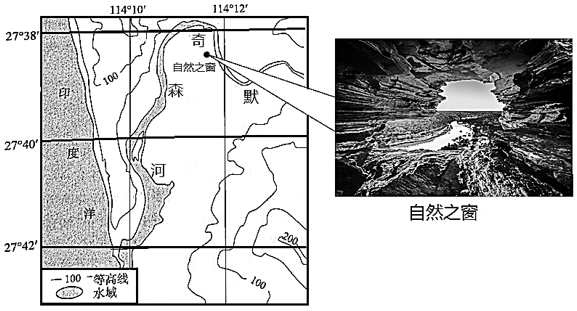 114°10′ 114°12′
27°38′
27°40′
27°42′
印
度
洋
奇
自然之窗
默
森
河
100
200
100
—100—等高线
水域
自然之窗